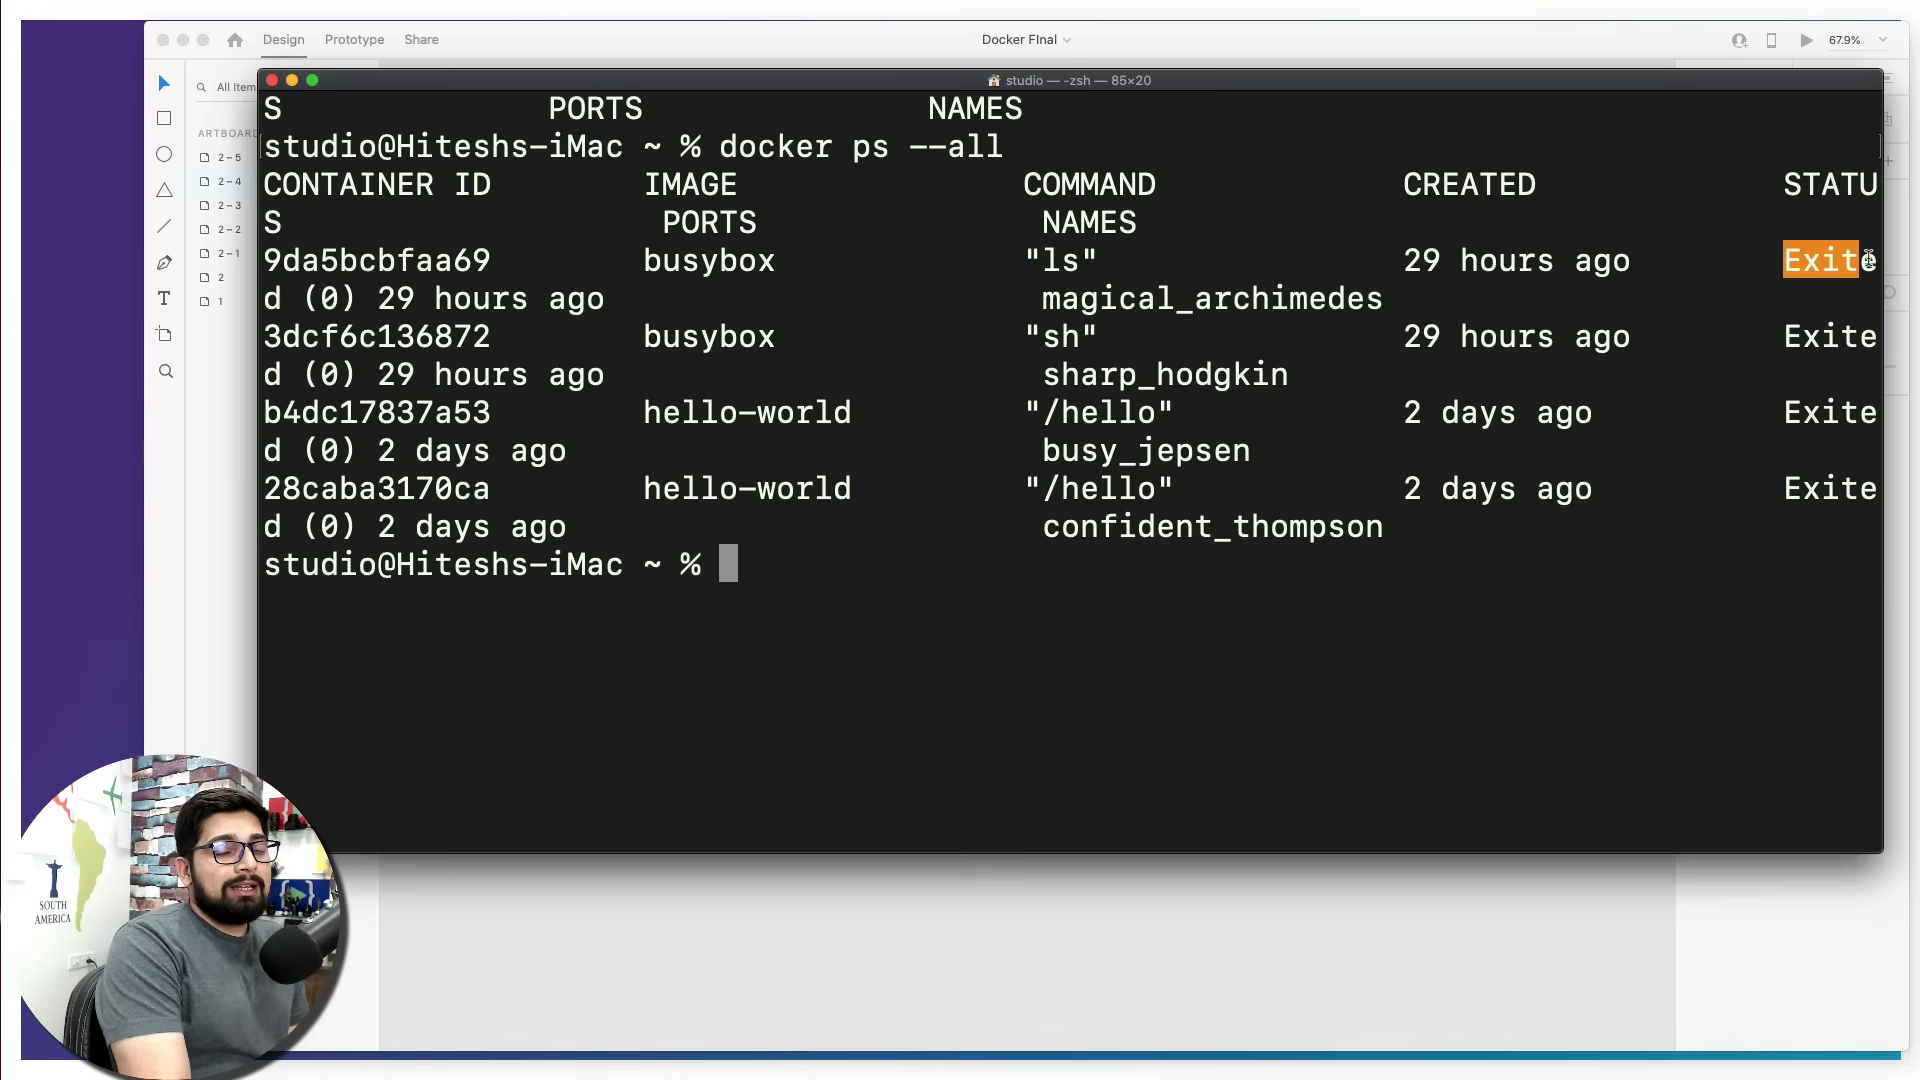 Design Prototype Share Docker FInal 67.9%
studio — -zsh — 85×20
All Item
ARTBOARD
2 – 5
2 – 4
2 – 3
2 – 2
2 – 1
2
1
S PORTS NAMES
studio@Hiteshs-iMac ~ % docker ps --all
CONTAINER ID IMAGE COMMAND CREATED STATU
S PORTS NAMES
9da5bcbfaa69 busybox "ls" 29 hours ago Exite
d (0) 29 hours ago magical_archimedes
3dcf6c136872 busybox "sh" 29 hours ago Exite
d (0) 29 hours ago sharp_hodgkin
b4dc17837a53 hello-world "/hello" 2 days ago Exite
d (0) 2 days ago busy_jepsen
28caba3170ca hello-world "/hello" 2 days ago Exite
d (0) 2 days ago confident_thompson
studio@Hiteshs-iMac ~ %
SOUTH
AMERICA